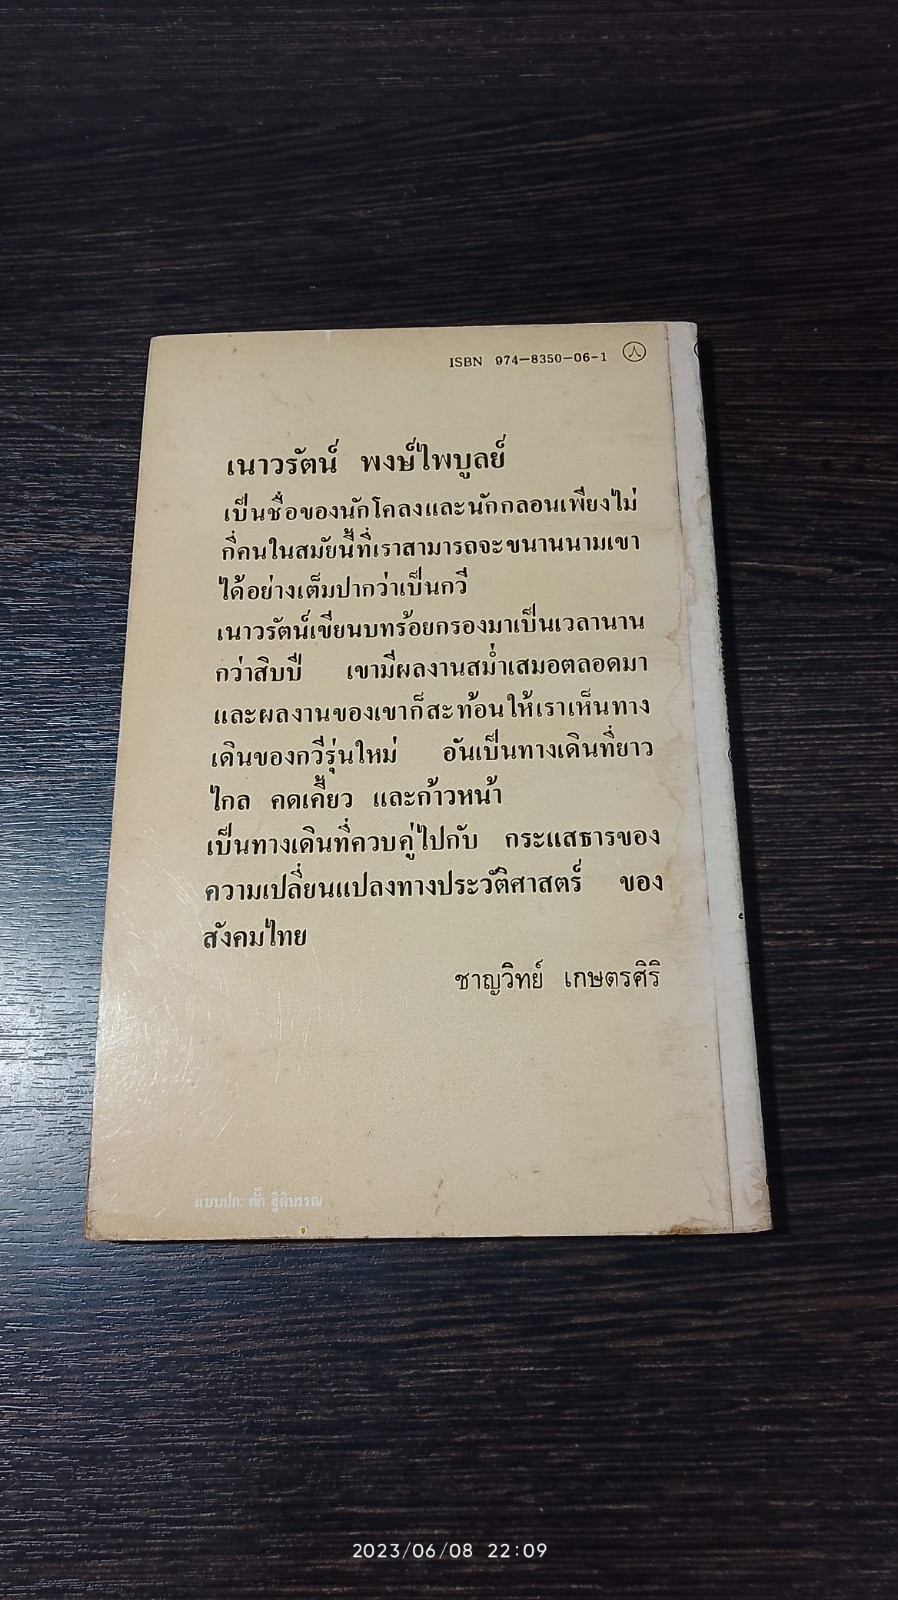 ISBN 974-8350-06-1
เนาวรัตน์ พงษ์ไพบูลย์
เป็นชื่อของนักโคลงและนักกลอนเพียงไม่
กี่คนในสมัยนี้ที่เราสามารถจะขนานนามเขา
ได้อย่างเต็มปากว่าเป็นกวี
เนาวรัตน์เขียนบทร้อยกรองมาเป็นเวลานาน
กว่าสิบปี เขามีผลงานสม่ำเสมอตลอดมา
และผลงานของเขาก็สะท้อนให้เราเห็นทาง
เดินของกวีรุ่นใหม่ อันเป็นทางเดินที่ยาว
ไกล คดเคี้ยว และก้าวหน้า
เป็นทางเดินที่ควบคู่ไปกับ กระแสธารของ
ความเปลี่ยนแปลงทางประวัติศาสตร์ ของ
สังคมไทย
ชาญวิทย์ เกษตรศิริ
แบบปก: ตั๊ก ฐิติบรรณ
2023/06/08 22:09